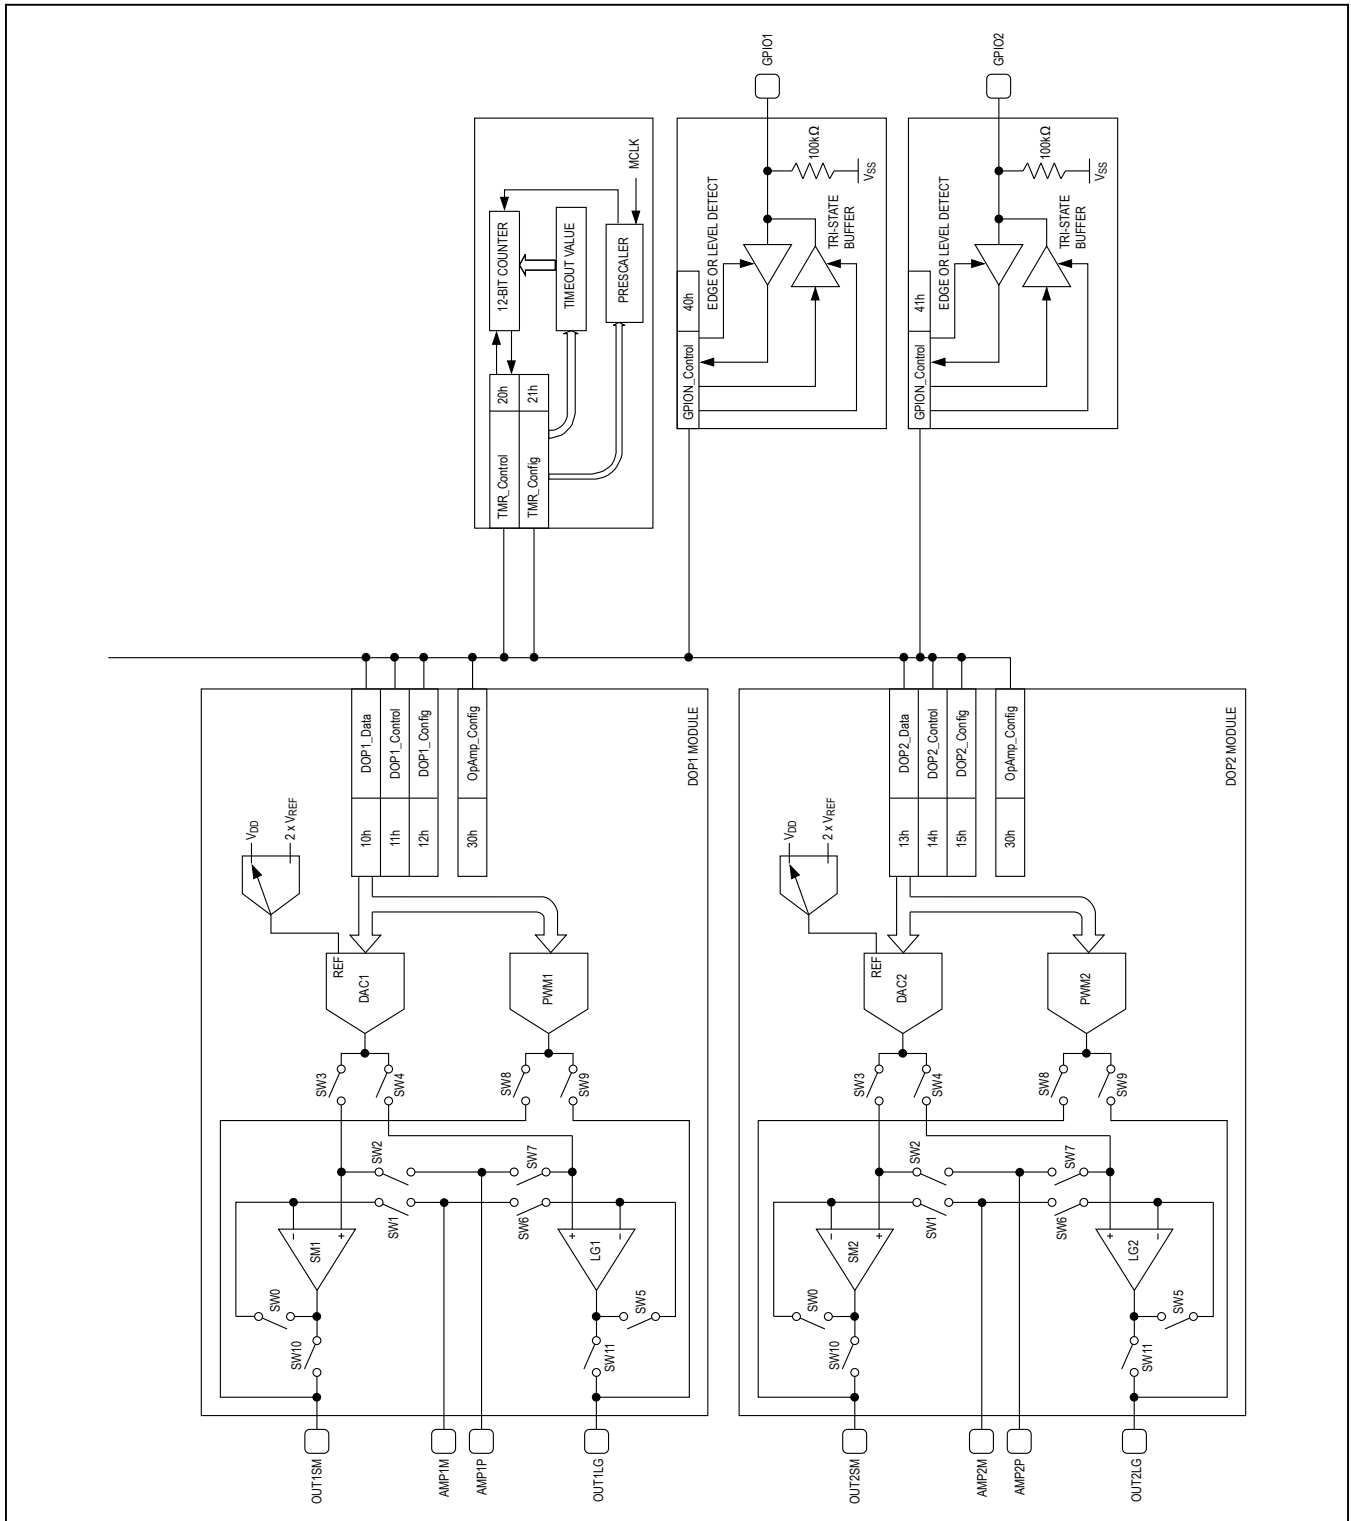 GPIO1
GPIO2
12-BIT COUNTER
TIMEOUT VALUE
PRESCALER
MCLK
TMR_Control
20h
TMR_Config
21h
100kΩ
VSS
EDGE OR LEVEL DETECT
TRI-STATE
BUFFER
GPION_Control
40h
100kΩ
VSS
EDGE OR LEVEL DETECT
TRI-STATE
BUFFER
GPION_Control
41h
DOP1 MODULE
10h
DOP1_Data
11h
DOP1_Control
12h
DOP1_Config
30h
OpAmp_Config
VDD
2 x VREF
REF
DAC1
PWM1
SW3
SW4
SW8
SW9
SW2
SW7
SW1
SW6
SM1
-
+
LG1
+
-
SW0
SW5
SW10
SW11
OUT1SM
AMP1M
AMP1P
OUT1LG
DOP2 MODULE
13h
DOP2_Data
14h
DOP2_Control
15h
DOP2_Config
30h
OpAmp_Config
VDD
2 x VREF
REF
DAC2
PWM2
SW3
SW4
SW8
SW9
SW2
SW7
SW1
SW6
SM2
-
+
LG2
+
-
SW0
SW5
SW10
SW11
OUT2SM
AMP2M
AMP2P
OUT2LG